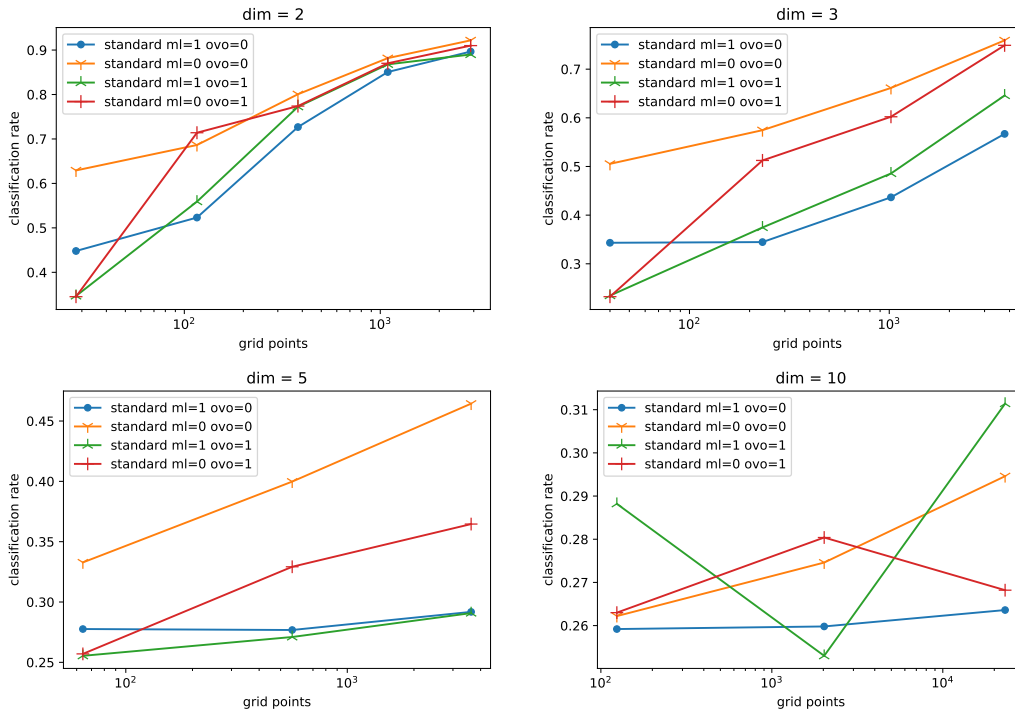 dim = 2
classification rate
0.9
0.8
0.7
0.6
0.5
0.4
standard ml=1 ovo=0
standard ml=0 ovo=0
standard ml=1 ovo=1
standard ml=0 ovo=1
10²
10³
grid points
dim = 3
classification rate
0.7
0.6
0.5
0.4
0.3
standard ml=1 ovo=0
standard ml=0 ovo=0
standard ml=1 ovo=1
standard ml=0 ovo=1
10²
10³
grid points
dim = 5
classification rate
0.45
0.40
0.35
0.30
0.25
standard ml=1 ovo=0
standard ml=0 ovo=0
standard ml=1 ovo=1
standard ml=0 ovo=1
10²
10³
grid points
dim = 10
classification rate
0.31
0.30
0.29
0.28
0.27
0.26
standard ml=1 ovo=0
standard ml=0 ovo=0
standard ml=1 ovo=1
standard ml=0 ovo=1
10²
10³
10⁴
grid points